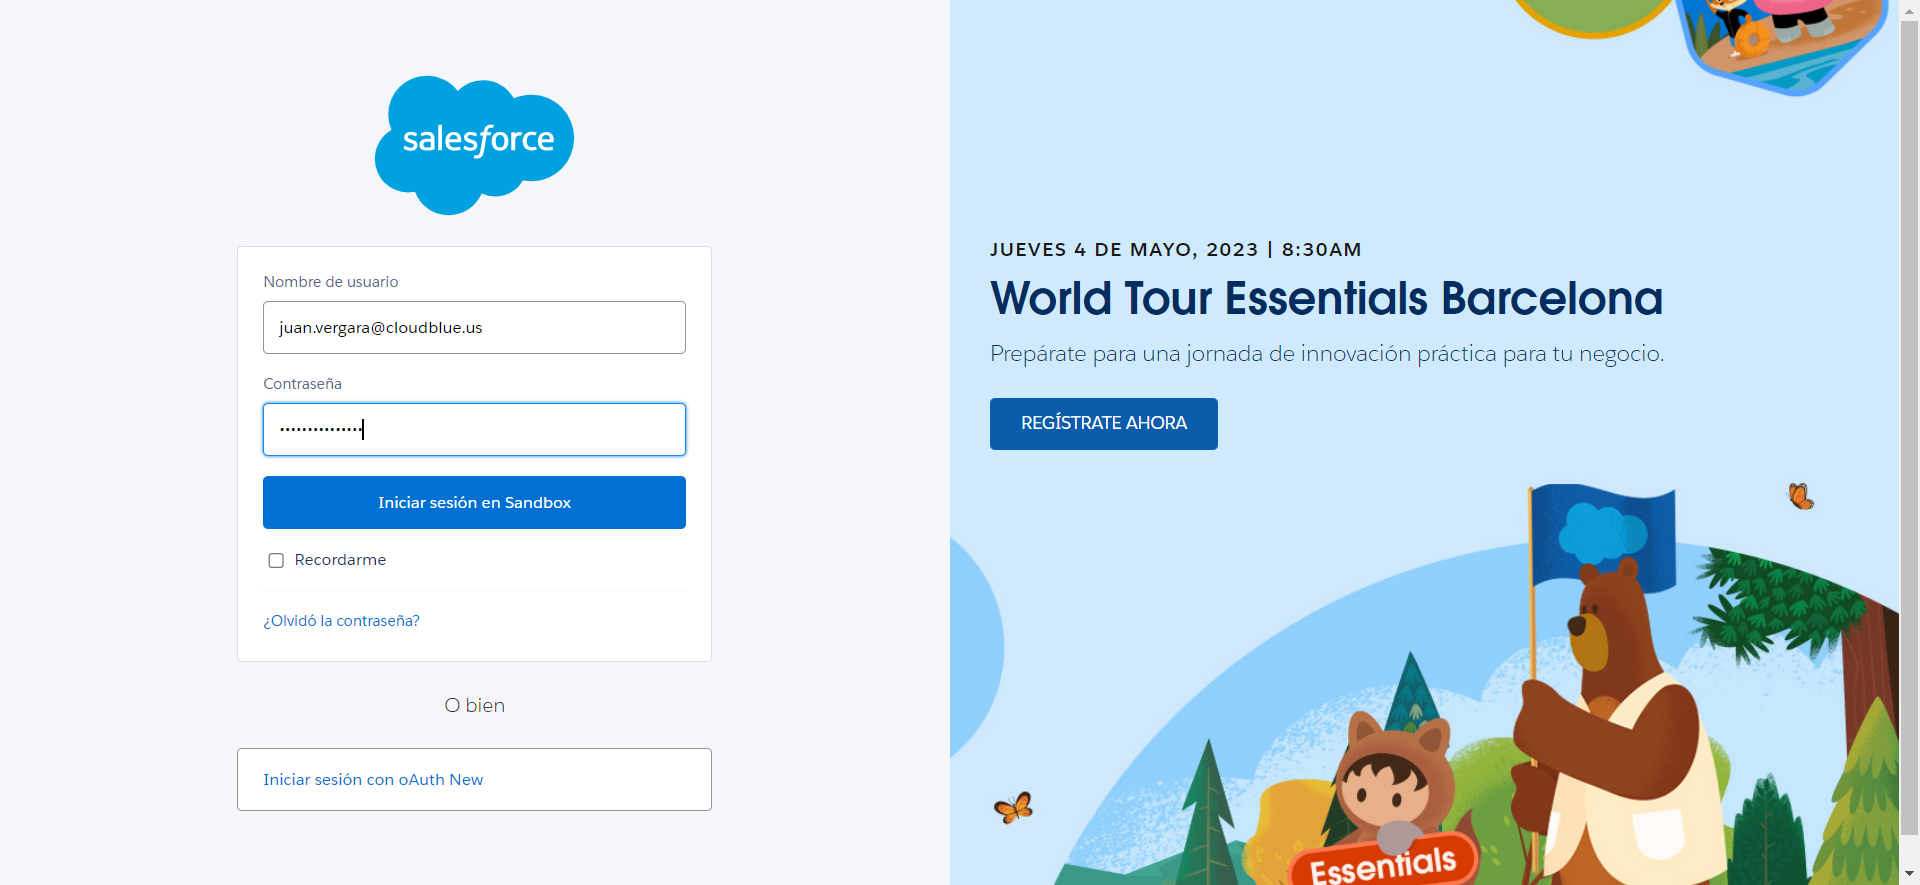 salesforce
Nombre de usuario
juan.vergara@cloudblue.us
Contraseña
•••••••••••••••
Iniciar sesión en Sandbox
Recordarme
¿Olvidó la contraseña?
O bien
Iniciar sesión con oAuth New
JUEVES 4 DE MAYO, 2023 | 8:30AM
World Tour Essentials Barcelona
Prepárate para una jornada de innovación práctica para tu negocio.
REGÍSTRATE AHORA
Essentials